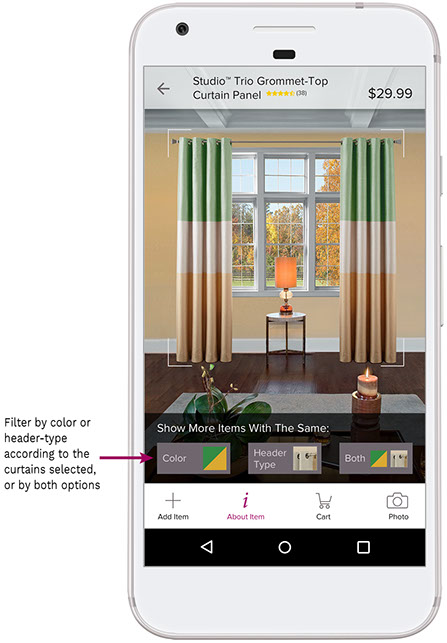 Studio™ Trio Grommet-Top
Curtain Panel (38)
$29.99
Filter by color or
header-type
according to the
curtains selected,
or by both options
Show More Items With The Same:
Color
Header
Type
Both
Add Item
About Item
Cart
Photo